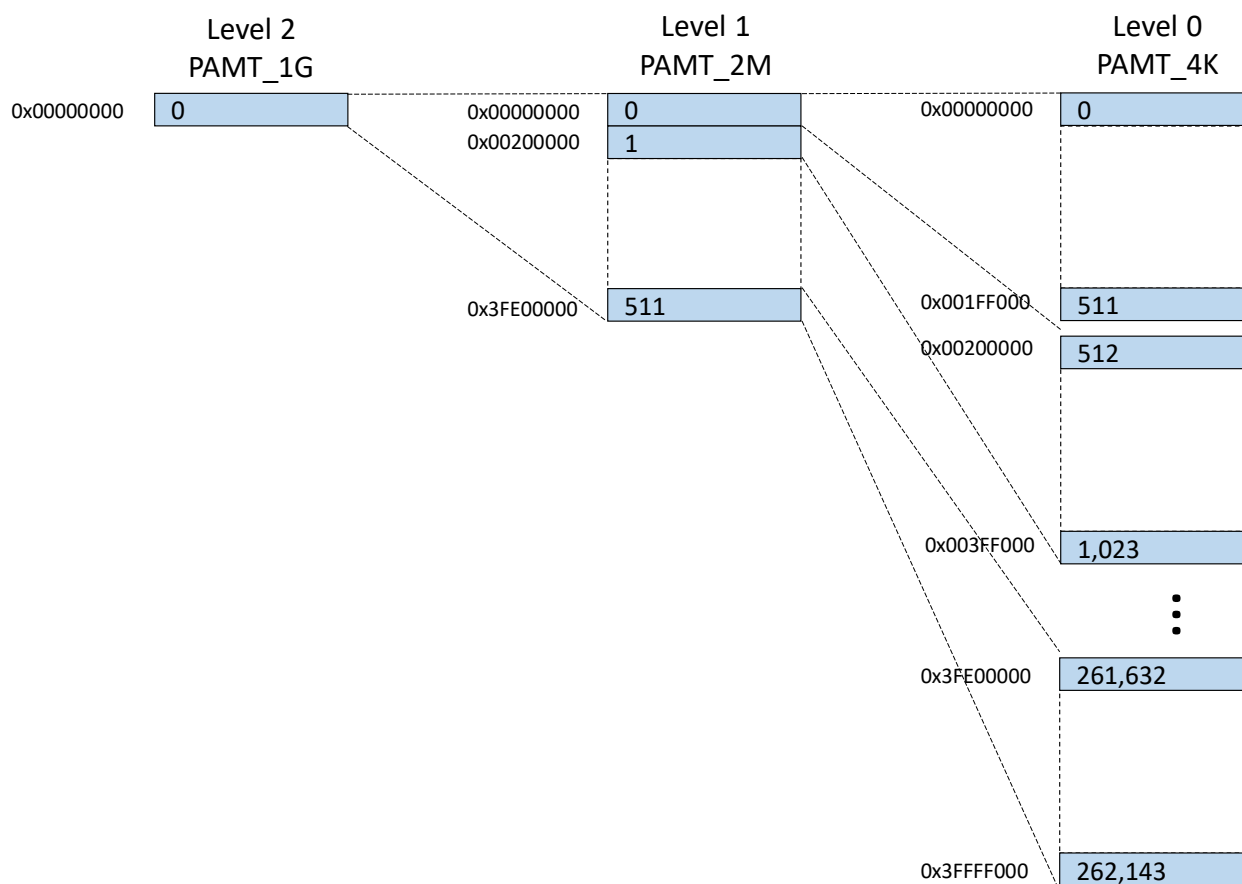 Level 2
PAMT_1G
Level 1
PAMT_2M
Level 0
PAMT_4K
0x00000000
0
0x00000000
0
0x00000000
0
0x00200000
1
0x3FE00000
511
0x001FF000
511
0x00200000
512
0x003FF000
1,023
0x3FE00000
261,632
0x3FFFF000
262,143